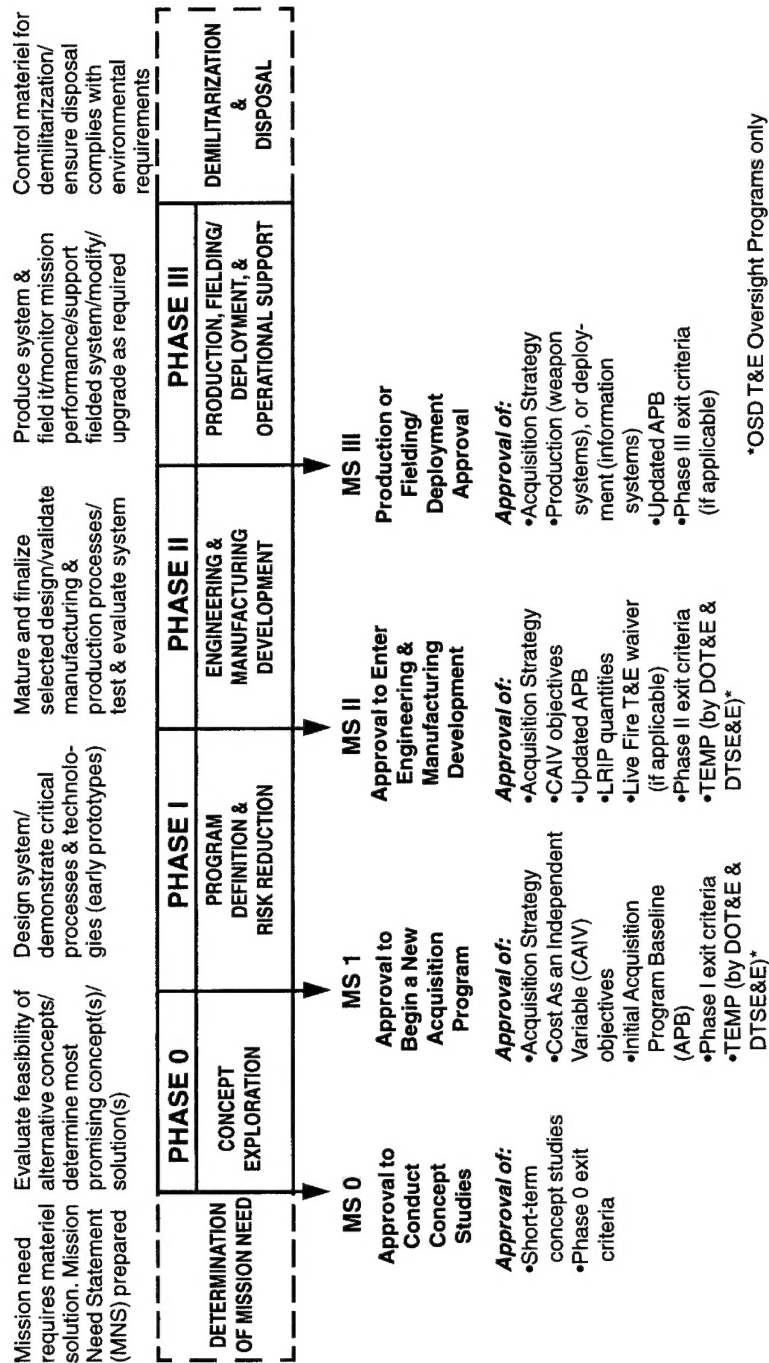 Mission need
requires materiel
solution. Mission
Need Statement
(MNS) prepared
Evaluate feasibility of
alternative concepts/
determine most
promising concept(s)/
solution(s)
Design system/
demonstrate critical
processes & technolo-
gies (early prototypes)
Mature and finalize
selected design/validate
manufacturing &
production processes/
test & evaluate system
Produce system &
field it/monitor mission
performance/support
fielded system/modify/
upgrade as required
Control materiel for
demilitarization/
ensure disposal
complies with
environmental
requirements
DETERMINATION
OF MISSION NEED
PHASE 0
CONCEPT
EXPLORATION
PHASE I
PROGRAM
DEFINITION &
RISK REDUCTION
PHASE II
ENGINEERING &
MANUFACTURING
DEVELOPMENT
PHASE III
PRODUCTION, FIELDING/
DEPLOYMENT, &
OPERATIONAL SUPPORT
DEMILITARIZATION
&
DISPOSAL
MS 0
Approval to
Conduct
Concept
Studies
Approval of:
•Short-term
concept studies
•Phase 0 exit
criteria
MS 1
Approval to
Begin a New
Acquisition
Program
Approval of:
•Acquisition Strategy
•Cost As an Independent
Variable (CAIV)
objectives
•Initial Acquisition
Program Baseline
(APB)
•Phase I exit criteria
•TEMP (by DOT&E &
DTSE&E)*
MS II
Approval to Enter
Engineering &
Manufacturing
Development
Approval of:
•Acquisition Strategy
•CAIV objectives
•Updated APB
•LRIP quantities
•Live Fire T&E waiver
(if applicable)
•Phase II exit criteria
•TEMP (by DOT&E &
DTSE&E)*
MS III
Production or
Fielding/
Deployment
Approval
Approval of:
•Acquisition Strategy
•Production (weapon
systems), or deploy-
ment (information
systems)
•Updated APB
•Phase III exit criteria
(if applicable)
*OSD T&E Oversight Programs only